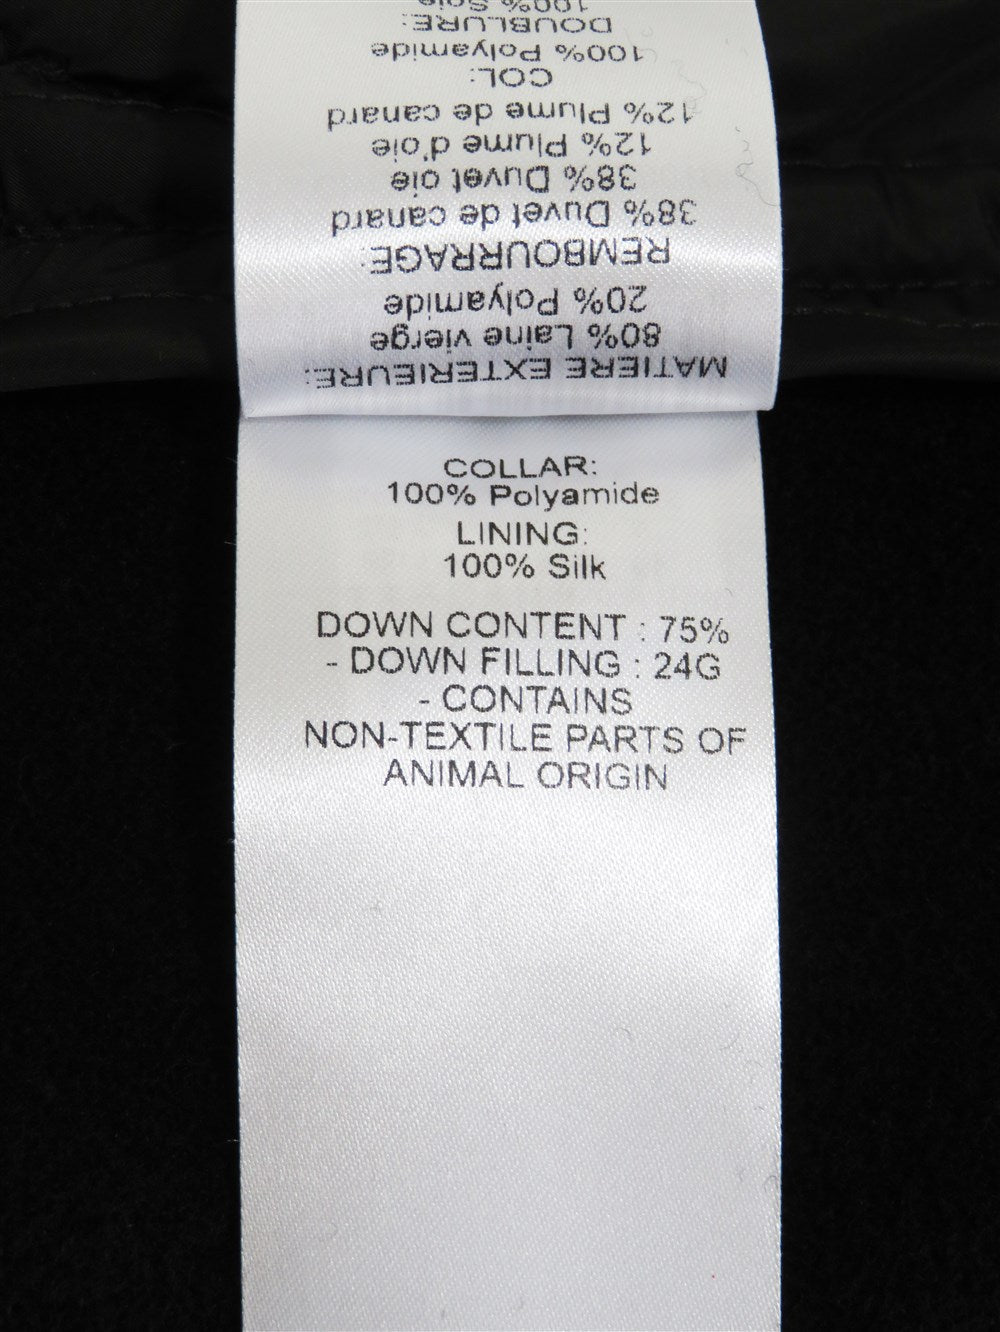 MATIERE EXTERIEURE:
80% Laine vierge
20% Polyamide
REMBOURRAGE:
38% Duvet de canard
38% Duvet oie
12% Plume d'oie
12% Plume de canard
COL:
100% Polyamide
DOUBLURE:
100% Soie
COLLAR:
100% Polyamide
LINING:
100% Silk
DOWN CONTENT : 75%
- DOWN FILLING : 24G
- CONTAINS
NON-TEXTILE PARTS OF
ANIMAL ORIGIN